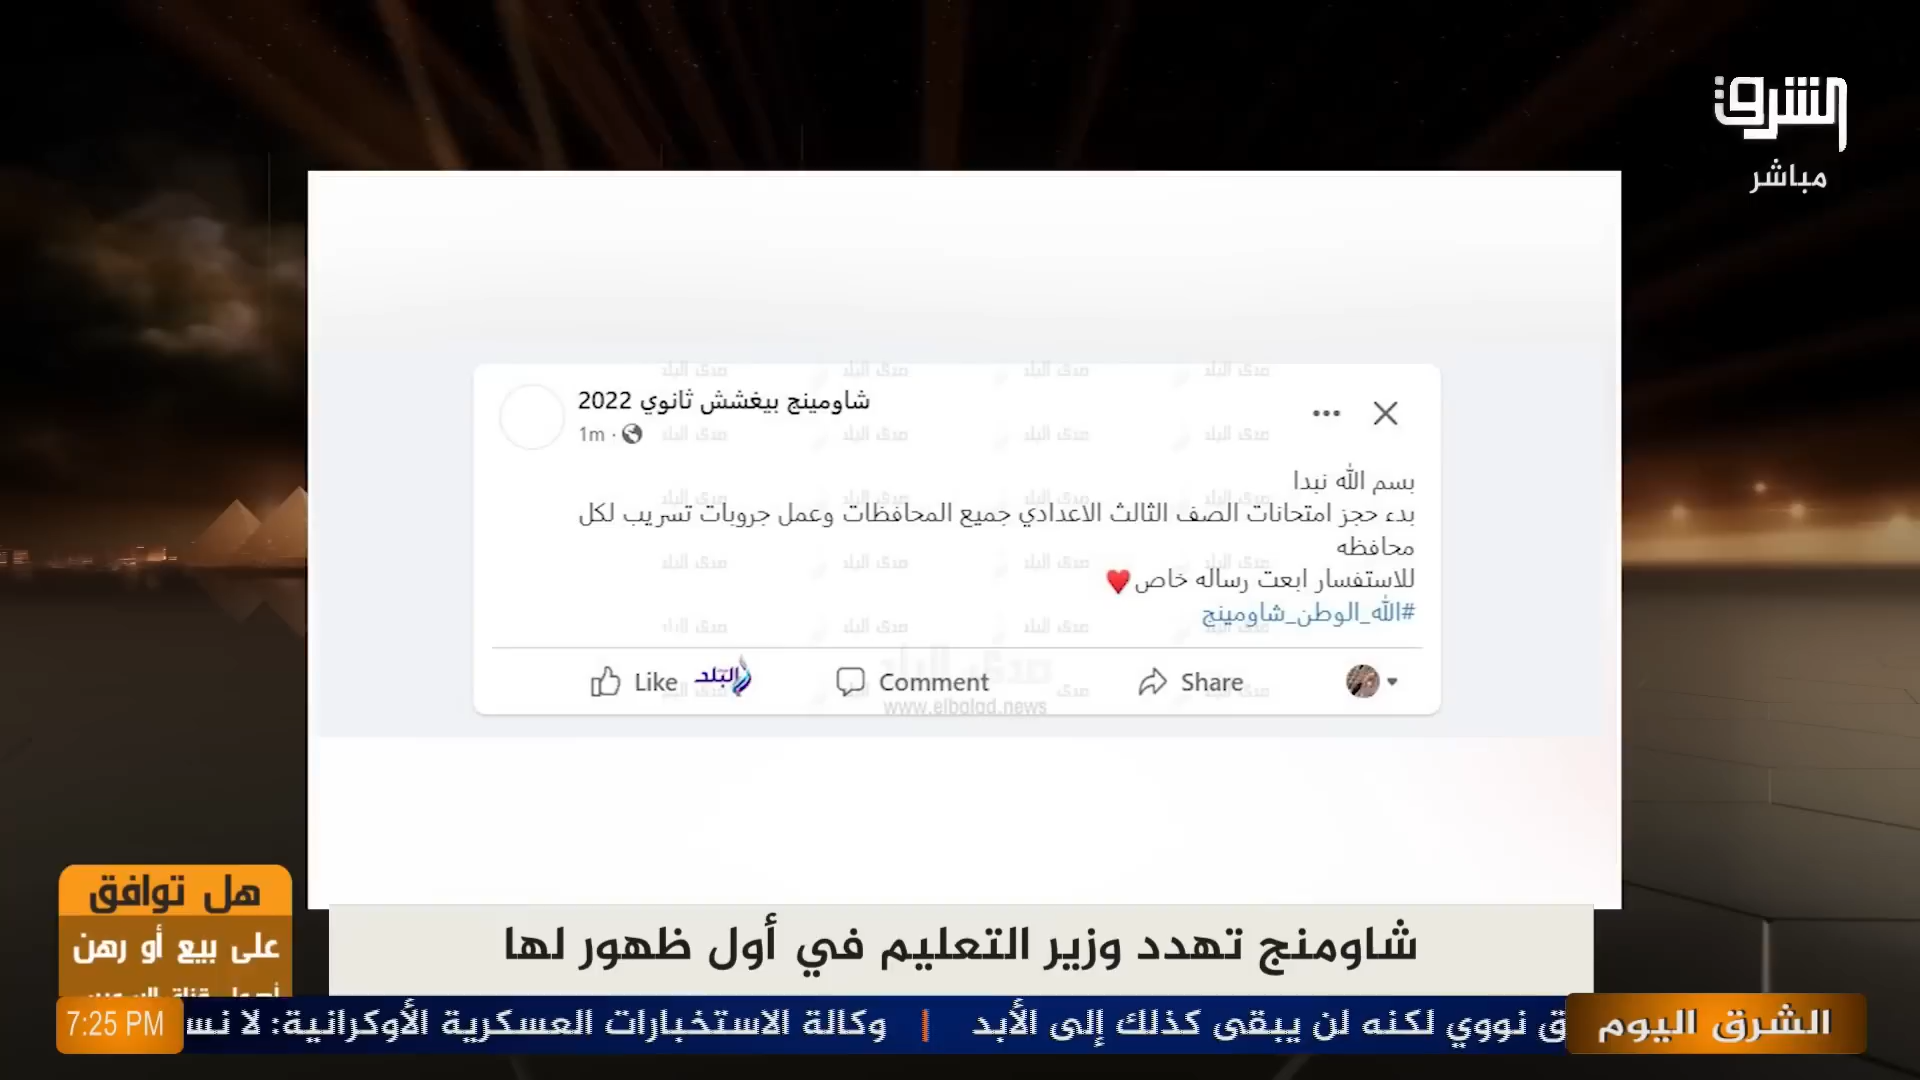 الشرق
مباشر
شاومينج بيغشش ثانوي 2022
1m ·
بسم الله نبدا
بدء حجز امتحانات الصف الثالث الاعدادي جميع المحافظات وعمل جروبات تسريب لكل
محافظه
للاستفسار ابعت رساله خاص❤️
#الله_الوطن_شاومينج
Like
البلد
Comment
Share
صدى البلد
www.elbalad.news
هل توافق
على بيع أو رهن
شاومنج تهدد وزير التعليم في أول ظهور لها
الشرق اليوم
ق نووي لكنه لن يبقى كذلك إلى الأبد | وكالة الاستخبارات العسكرية الأوكرانية: لا نس
7:25 PM